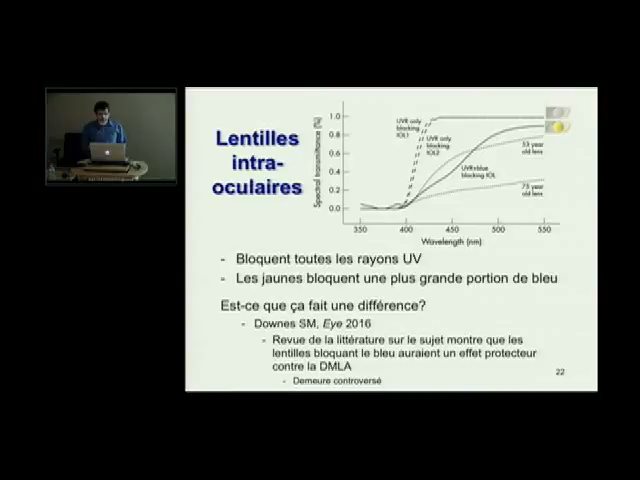 Lentilles
intra-
oculaires
Spectral transmittance (%)
1.0
0.8
0.6
0.4
0.2
0.0
UVR only
blocking
IOL1
UVR only
blocking
IOL2
UVR+blue
blocking IOL
53 year
old lens
75 year
old lens
350
400
450
500
550
Wavelength (nm)
- Bloquent toutes les rayons UV
- Les jaunes bloquent une plus grande portion de bleu
Est-ce que ça fait une différence?
- Downes SM, Eye 2016
- Revue de la littérature sur le sujet montre que les
lentilles bloquant le bleu auraient un effet protecteur
contre la DMLA
- Demeure controversé
22